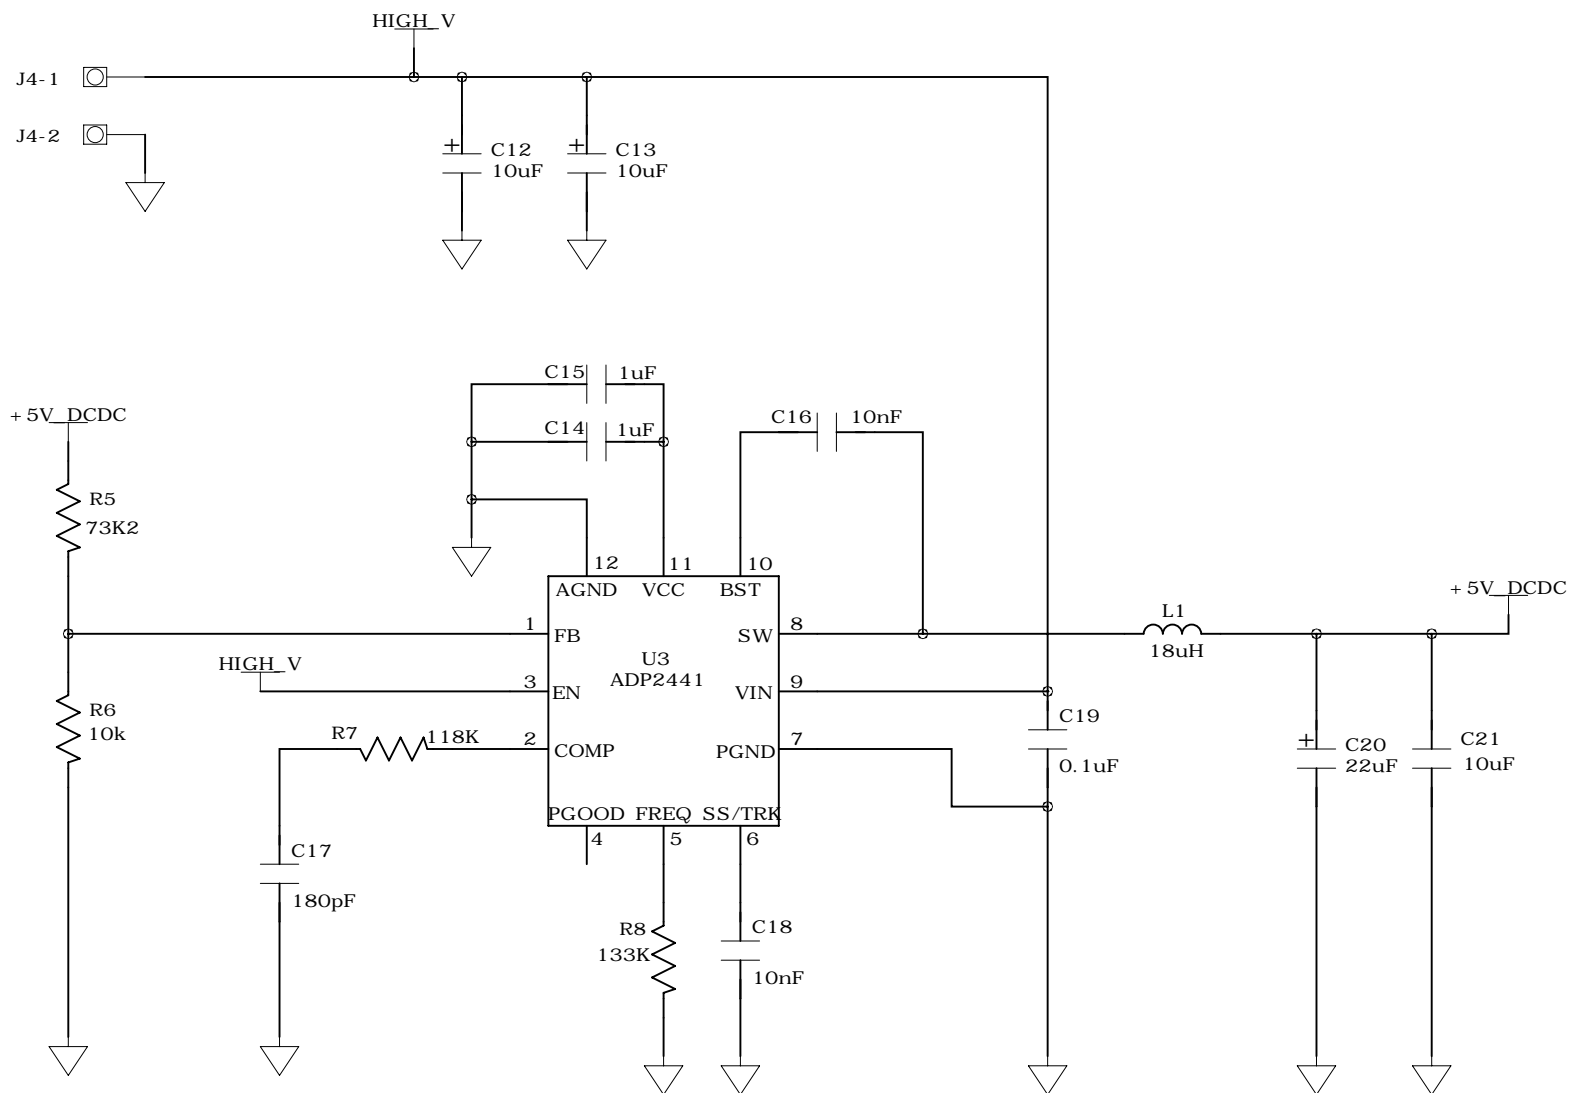 HIGH_V
J4-1
J4-2
+
C12
10uF
+
C13
10uF
C15
1uF
C14
1uF
C16
10nF
+5V_DCDC
R5
73K2
12
11
10
AGND
VCC
BST
1
FB
SW
8
HIGH_V
3
EN
U3
ADP2441
VIN
9
R6
10k
R7
118K
2
COMP
PGND
7
PGOOD
FREQ
SS/TRK
4
5
6
C17
180pF
R8
133K
C18
10nF
C19
0.1uF
L1
18uH
+5V_DCDC
+
C20
22uF
C21
10uF